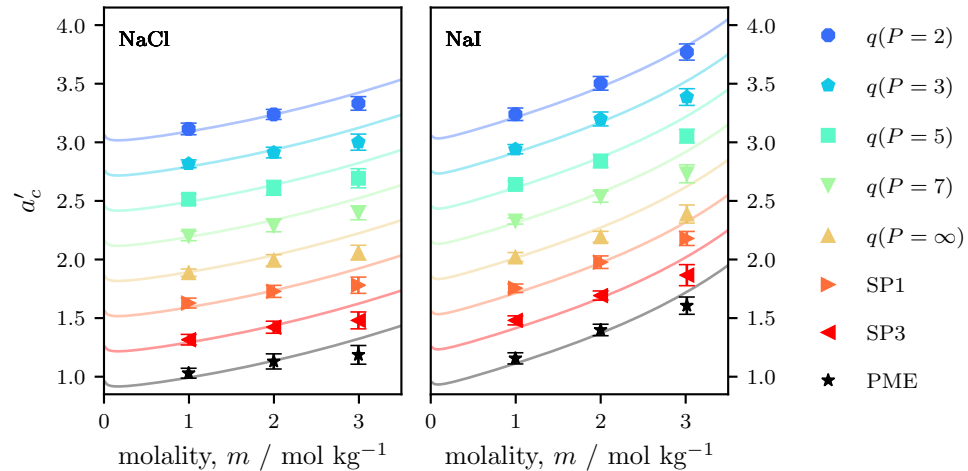 NaCl
NaI
a′c
4.0
3.5
3.0
2.5
2.0
1.5
1.0
0 1 2 3
0 1 2 3
4.0
3.5
3.0
2.5
2.0
1.5
1.0
molality, m / mol kg⁻¹
molality, m / mol kg⁻¹
q(P = 2)
q(P = 3)
q(P = 5)
q(P = 7)
q(P = ∞)
SP1
SP3
PME